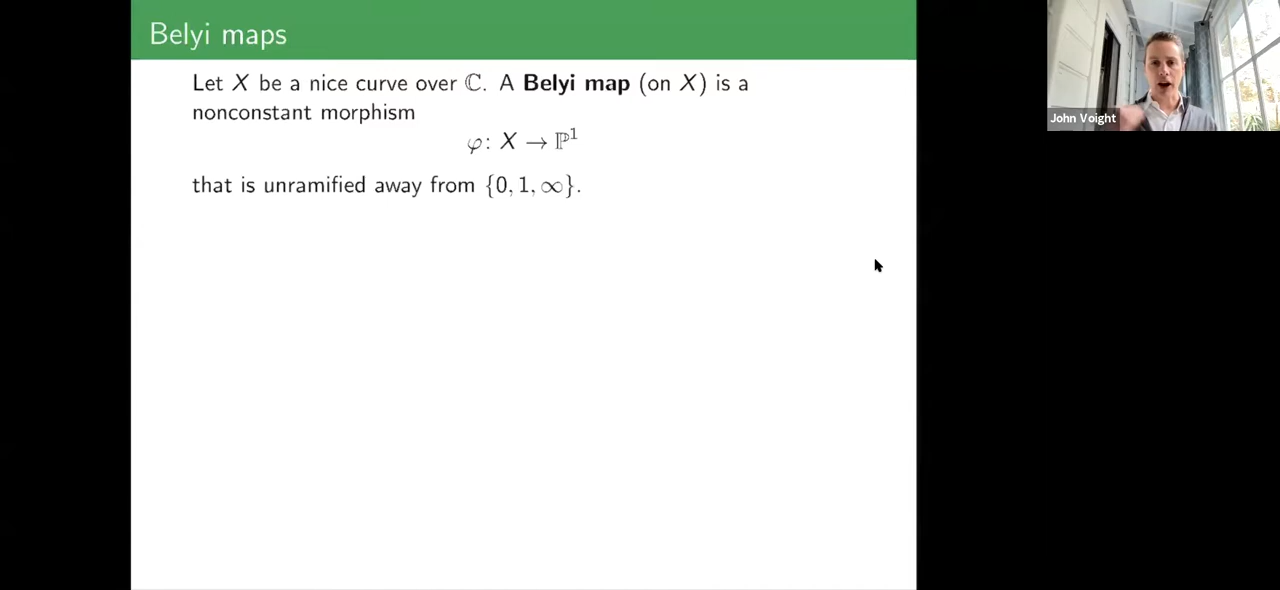 Belyi maps
Let X be a nice curve over ℂ. A Belyi map (on X) is a
nonconstant morphism
φ: X → ℙ¹
that is unramified away from {0, 1, ∞}.
John Voight